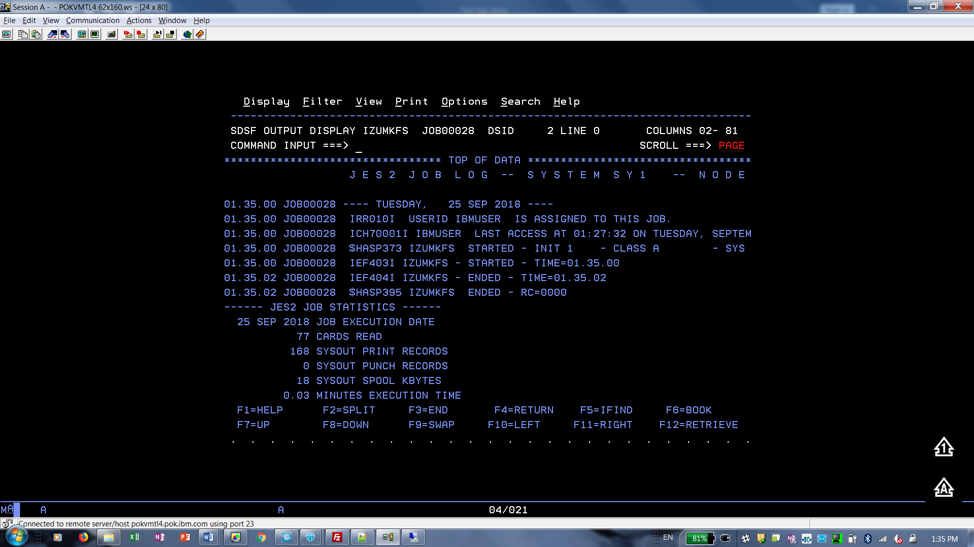 Session A - - POKVMTL4 62x160.ws - [24 x 80]
File Edit View Communication Actions Window Help
Display Filter View Print Options Search Help
-------------------------------------------------------------------------------
SDSF OUTPUT DISPLAY IZUMKFS  JOB00028  DSID     2 LINE 0       COLUMNS 02- 81
COMMAND INPUT ===> _                                            SCROLL ===> PAGE
********************************* TOP OF DATA **********************************
J E S 2  J O B  L O G  --  S Y S T E M  S Y 1  --  N O D E
01.35.00 JOB00028 ---- TUESDAY,   25 SEP 2018 ----
01.35.00 JOB00028  IRR010I  USERID IBMUSER  IS ASSIGNED TO THIS JOB.
01.35.00 JOB00028  ICH70001I IBMUSER  LAST ACCESS AT 01:27:32 ON TUESDAY, SEPTEM
01.35.00 JOB00028  $HASP373 IZUMKFS  STARTED - INIT 1    - CLASS A        - SYS
01.35.00 JOB00028  IEF403I IZUMKFS - STARTED - TIME=01.35.00
01.35.02 JOB00028  IEF404I IZUMKFS - ENDED - TIME=01.35.02
01.35.02 JOB00028  $HASP395 IZUMKFS  ENDED - RC=0000
------ JES2 JOB STATISTICS ------
25 SEP 2018 JOB EXECUTION DATE
77 CARDS READ
168 SYSOUT PRINT RECORDS
0 SYSOUT PUNCH RECORDS
18 SYSOUT SPOOL KBYTES
0.03 MINUTES EXECUTION TIME
F1=HELP F2=SPLIT F3=END F4=RETURN F5=IFIND F6=BOOK
F7=UP F8=DOWN F9=SWAP F10=LEFT F11=RIGHT F12=RETRIEVE
1
A
MA A A 04/021
Connected to remote server/host pokvmtl4.pok.ibm.com using port 23
EN 81% 1:35 PM